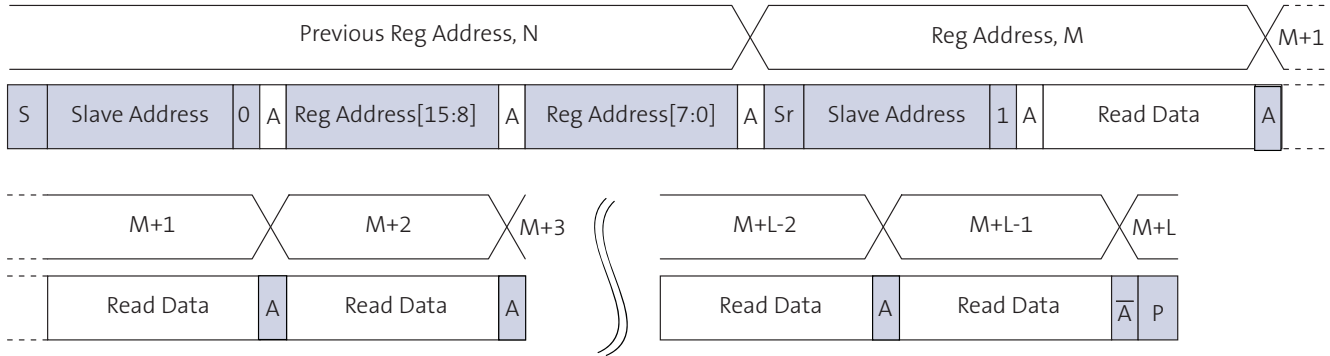 Previous Reg Address, N Reg Address, M M+1
S Slave Address 0 A Reg Address[15:8] A Reg Address[7:0] A Sr Slave Address 1 A Read Data A
M+1 M+2 M+3 M+L-2 M+L-1 M+L
Read Data A Read Data A Read Data A Read Data A̅ P